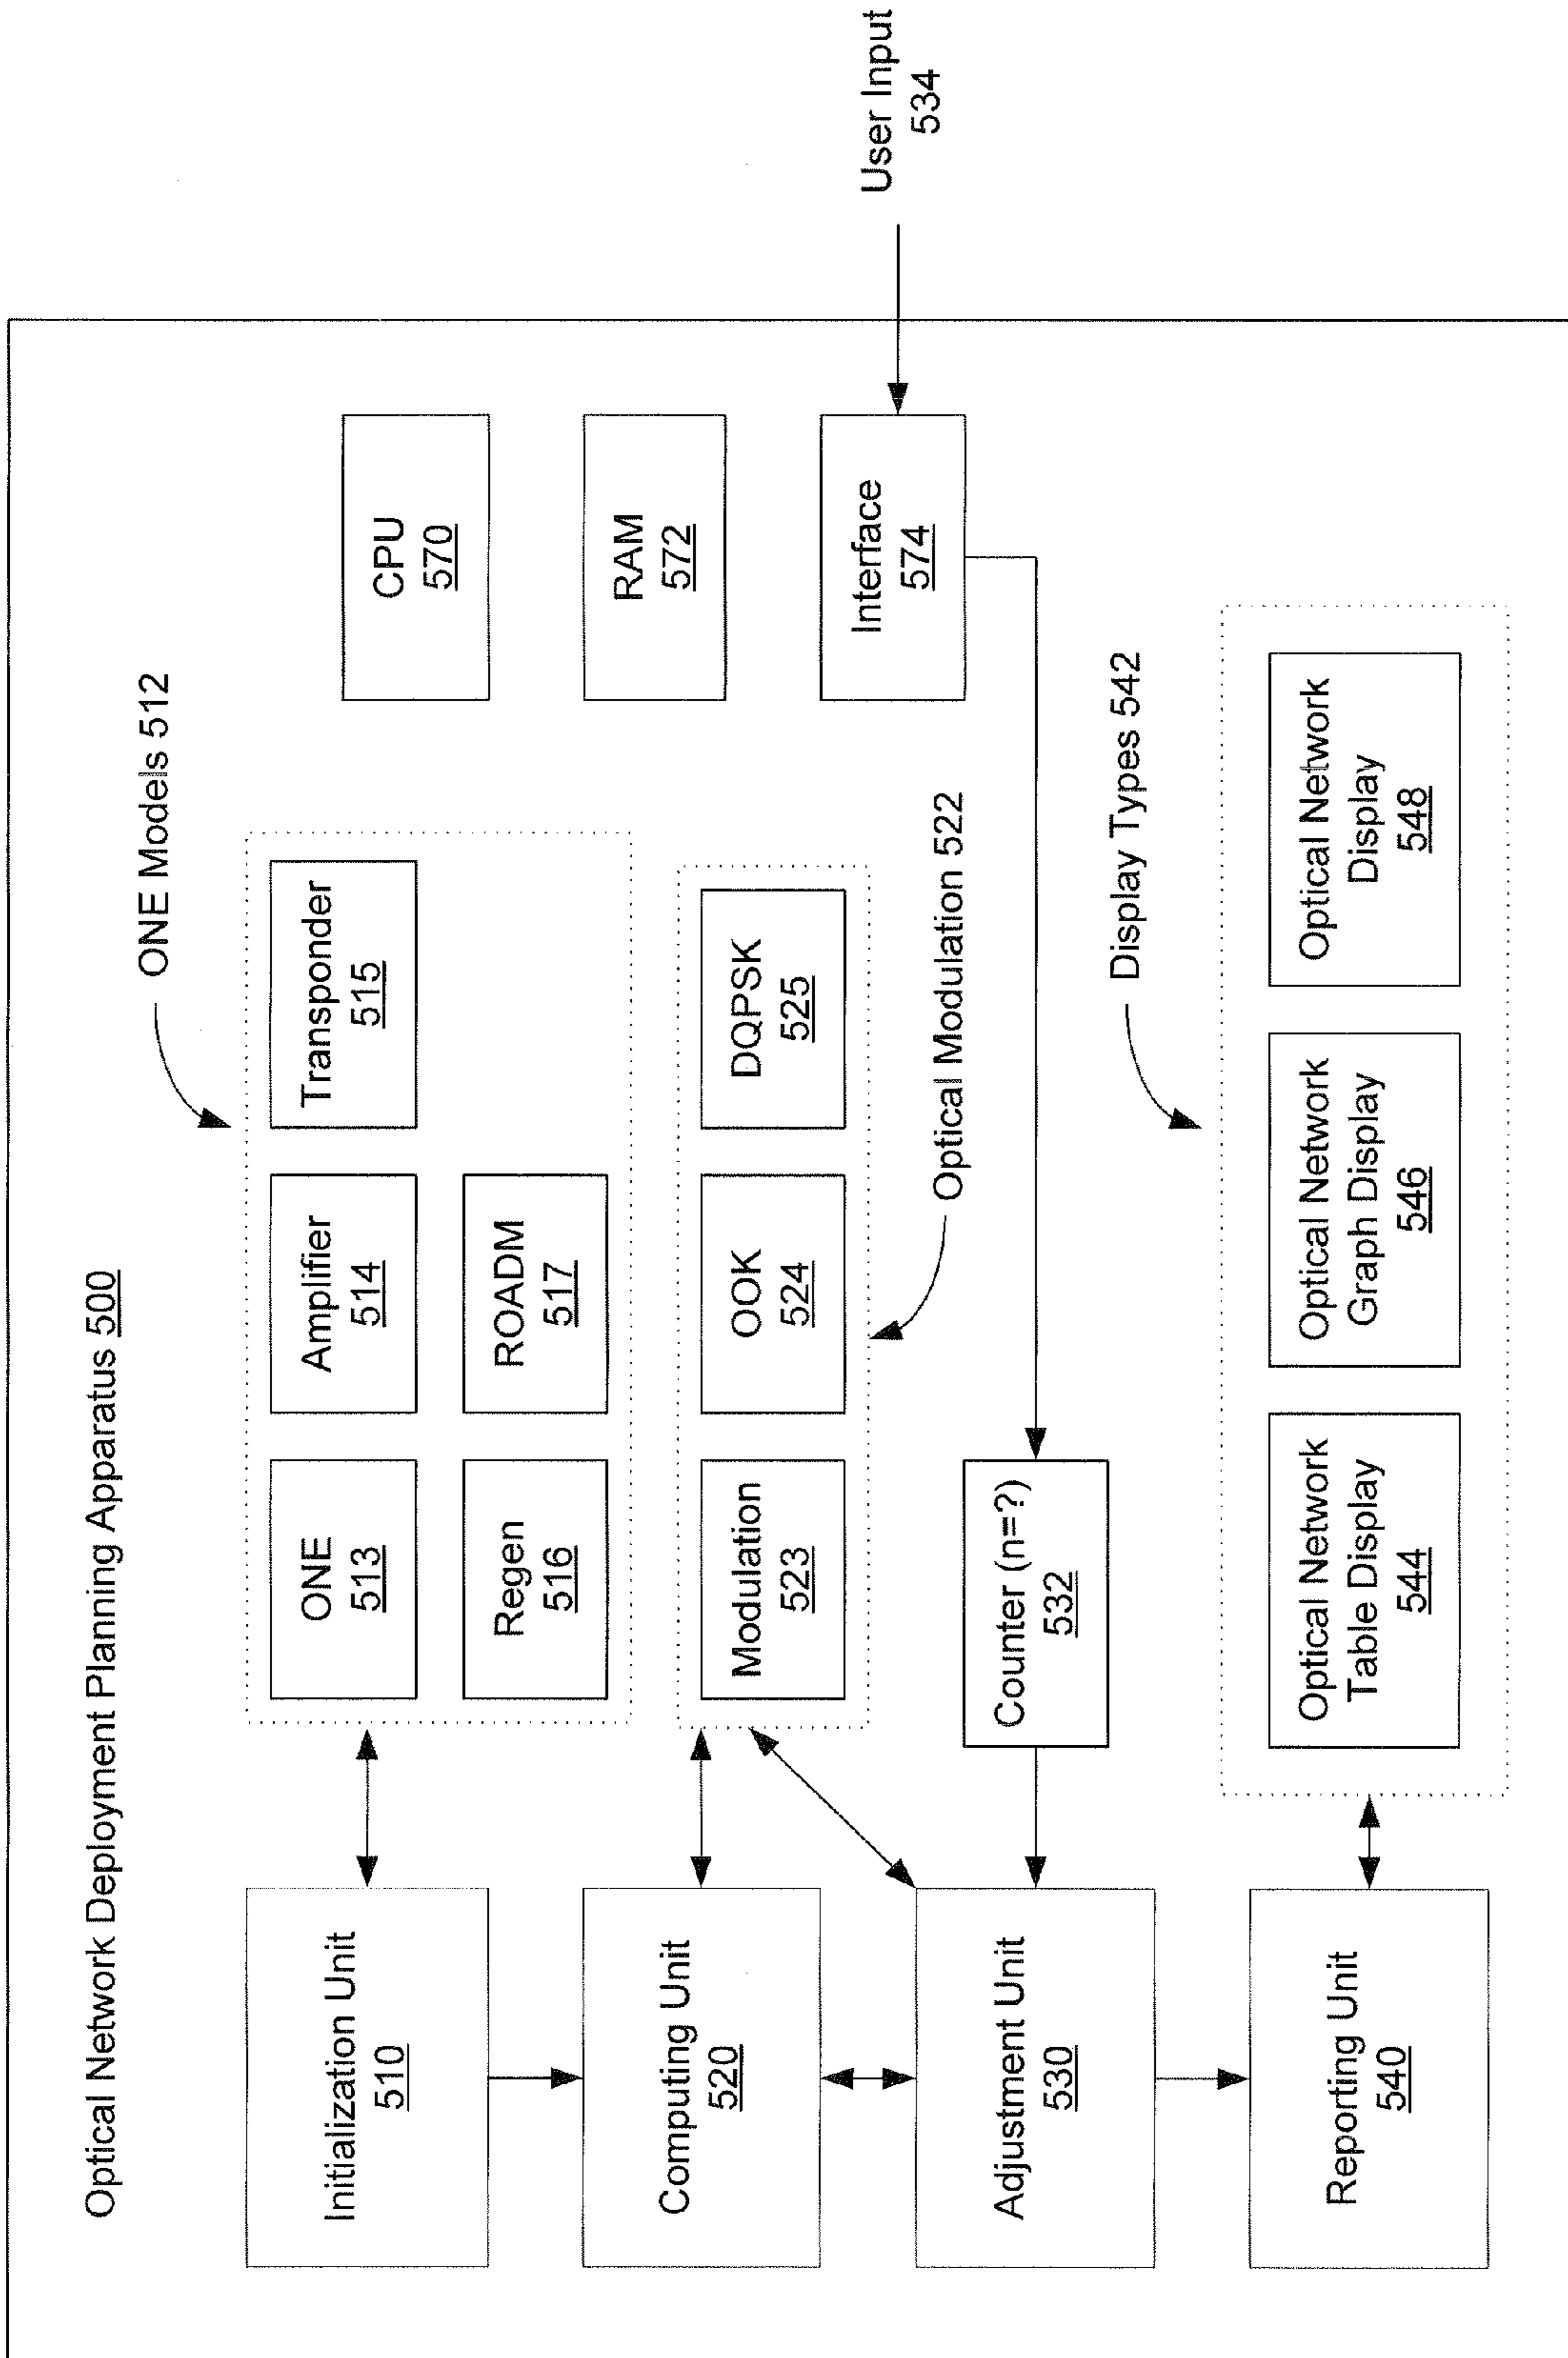 Optical Network Deployment Planning Apparatus 500
Initialization Unit
510
Computing Unit
520
Adjustment Unit
530
Reporting Unit
540
ONE Models 512
ONE
513
Amplifier
514
Transponder
515
Regen
516
ROADM
517
Modulation
523
OOK
524
DQPSK
525
Optical Modulation 522
Counter (n=?)
532
Display Types 542
Optical Network
Table Display
544
Optical Network
Graph Display
546
Optical Network
Display
548
CPU
570
RAM
572
Interface
574
User Input
534